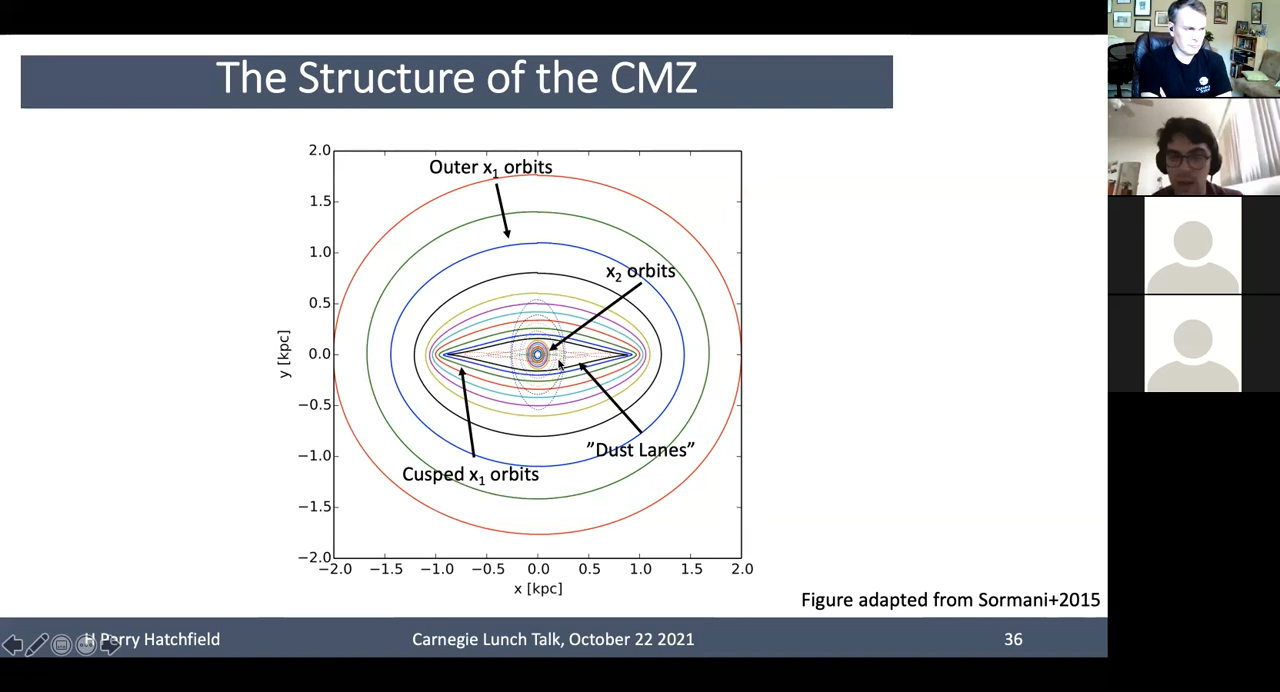 The Structure of the CMZ
2.0
Outer x₁ orbits
1.5
1.0
x₂ orbits
0.5
0.0
y [kpc]
−0.5
"Dust Lanes"
−1.0
Cusped x₁ orbits
−1.5
−2.0
−2.0 −1.5 −1.0 −0.5 0.0 0.5 1.0 1.5 2.0
x [kpc]
Figure adapted from Sormani+2015
H Perry Hatchfield Carnegie Lunch Talk, October 22 2021 36